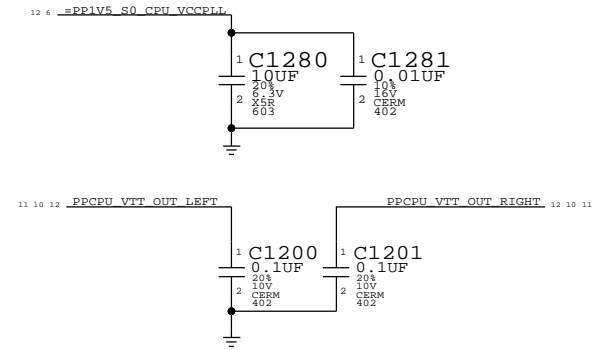 12 6 =PP1V5_S0_CPU_VCCPLL
1 C1280
10UF
20%
6.3V
2 X5R
603
1 C1281
0.01UF
10%
16V
2 CERM
402
11 10 12 PPCPU_VTT_OUT_LEFT
PPCPU_VTT_OUT_RIGHT 12 10 11
1 C1200
0.1UF
20%
10V
2 CERM
402
1 C1201
0.1UF
20%
10V
2 CERM
402